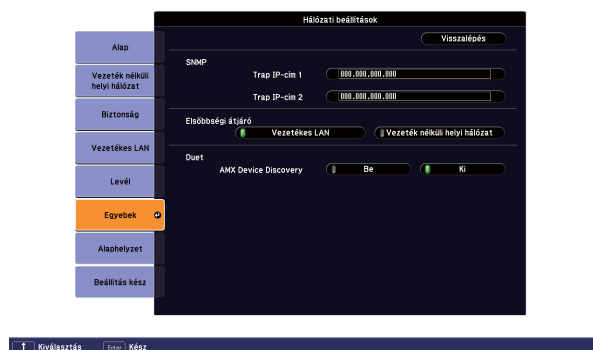 Hálózati beállítások
Visszalépés
Alap
Vezeték nélküli
helyi hálózat
Biztonság
Vezetékes LAN
Levél
Egyebek
Alaphelyzet
Beállítás kész
SNMP
Trap IP-cim 1 000.000.000.000
Trap IP-cim 2 000.000.000.000
Elsőbbségi átjáró
Vezetékes LAN Vezeték nélküli helyi hálózat
Duet
AMX Device Discovery Be Ki
↑ Kiválasztás Enter Kész